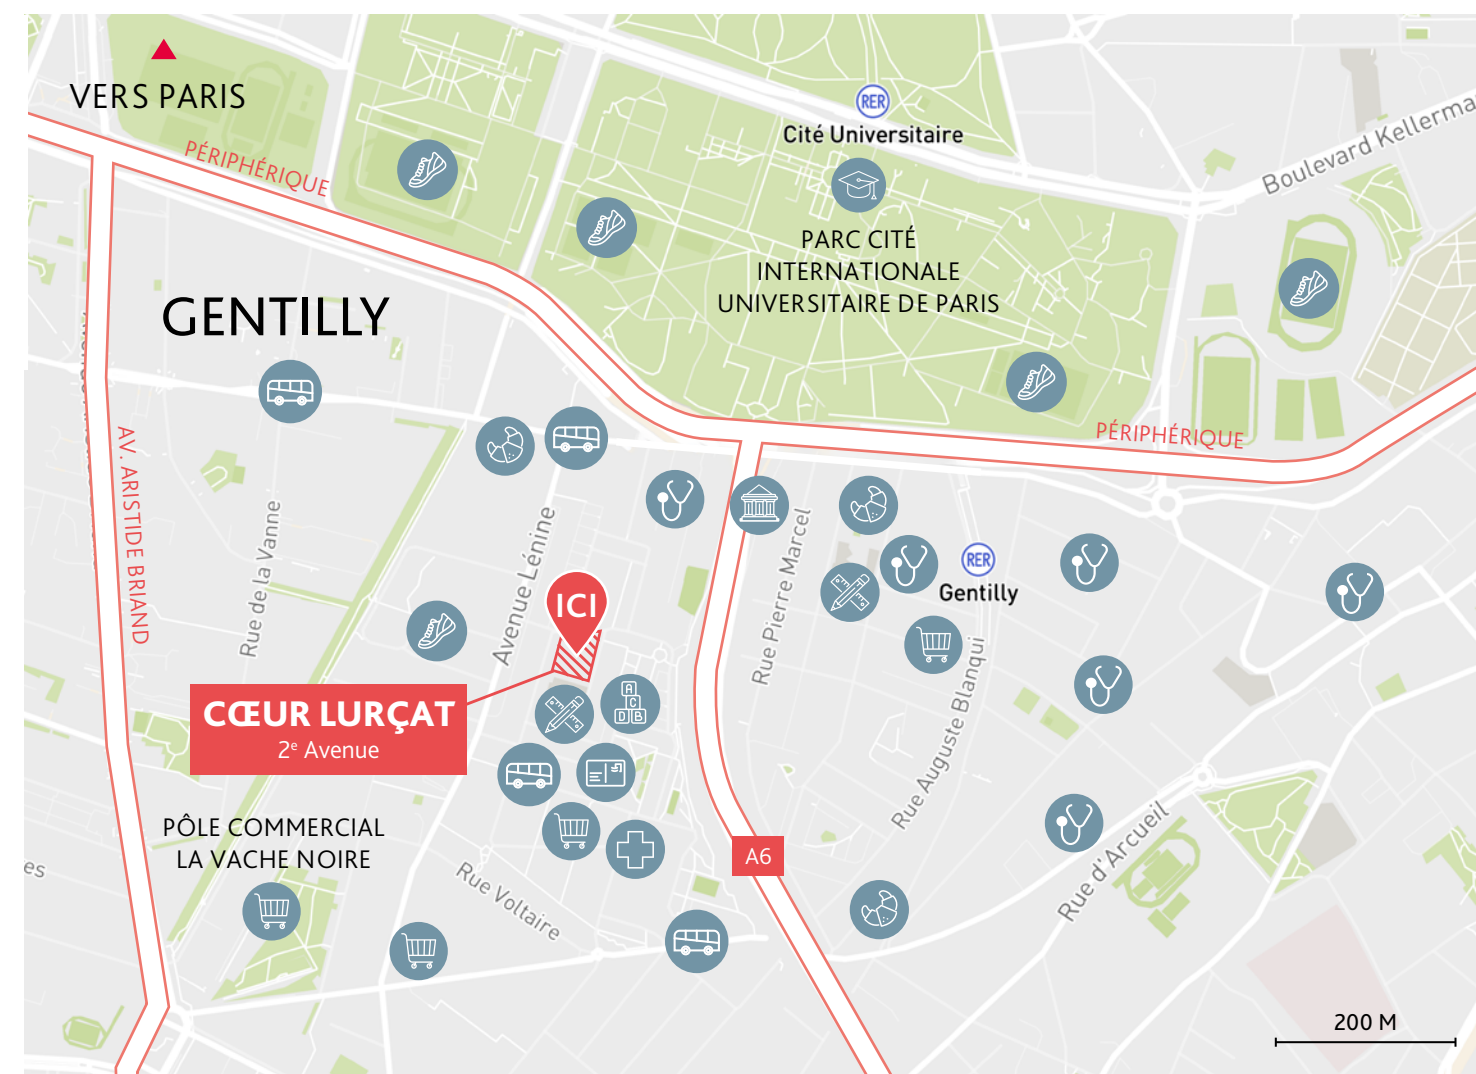 VERS PARIS
RER
Cité Universitaire
Boulevard Kellerma
PÉRIPHÉRIQUE
PARC CITÉ
INTERNATIONALE
UNIVERSITAIRE DE PARIS
GENTILLY
PÉRIPHÉRIQUE
AV. ARISTIDE BRIAND
Rue de la Vanne
Avenue Lénine
Rue Pierre Marcel
RER
Gentilly
ICI
Rue Auguste Blanqui
CŒUR LURÇAT
2e Avenue
A
C
D B
PÔLE COMMERCIAL
LA VACHE NOIRE
A6
Rue d'Arcueil
Rue Voltaire
es
200 M